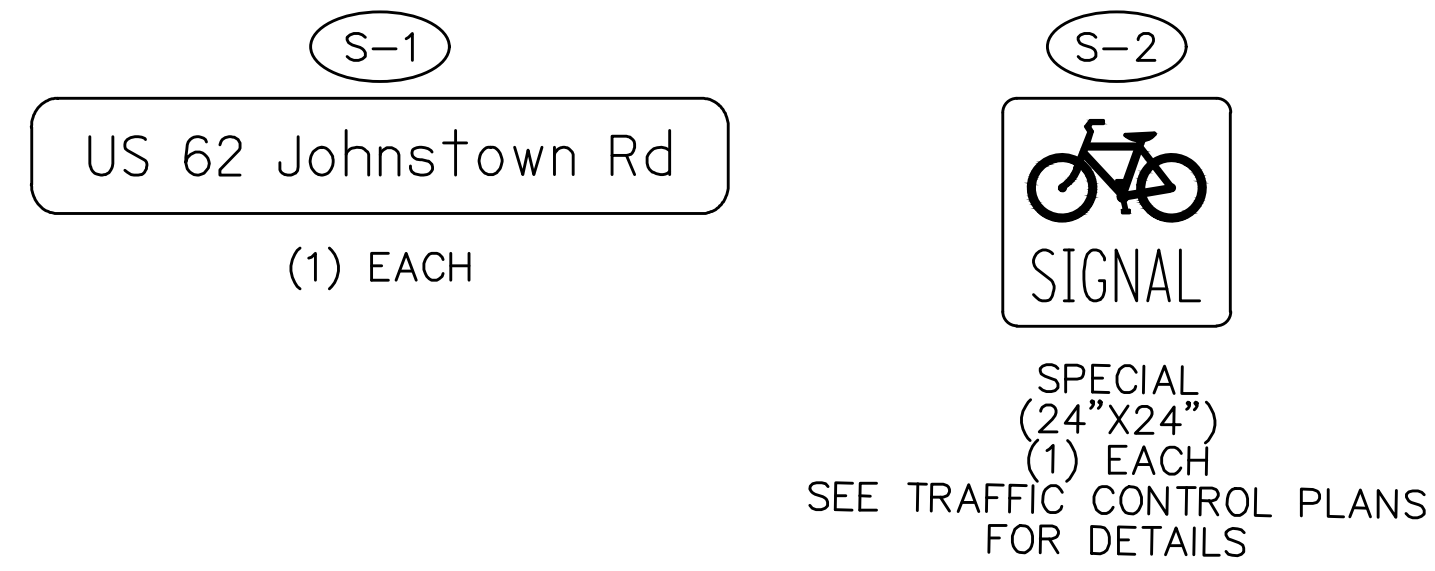 S-1
US 62 Johnstown Rd
(1) EACH
S-2
SIGNAL
SPECIAL
(24"X24")
(1) EACH
SEE TRAFFIC CONTROL PLANS
FOR DETAILS